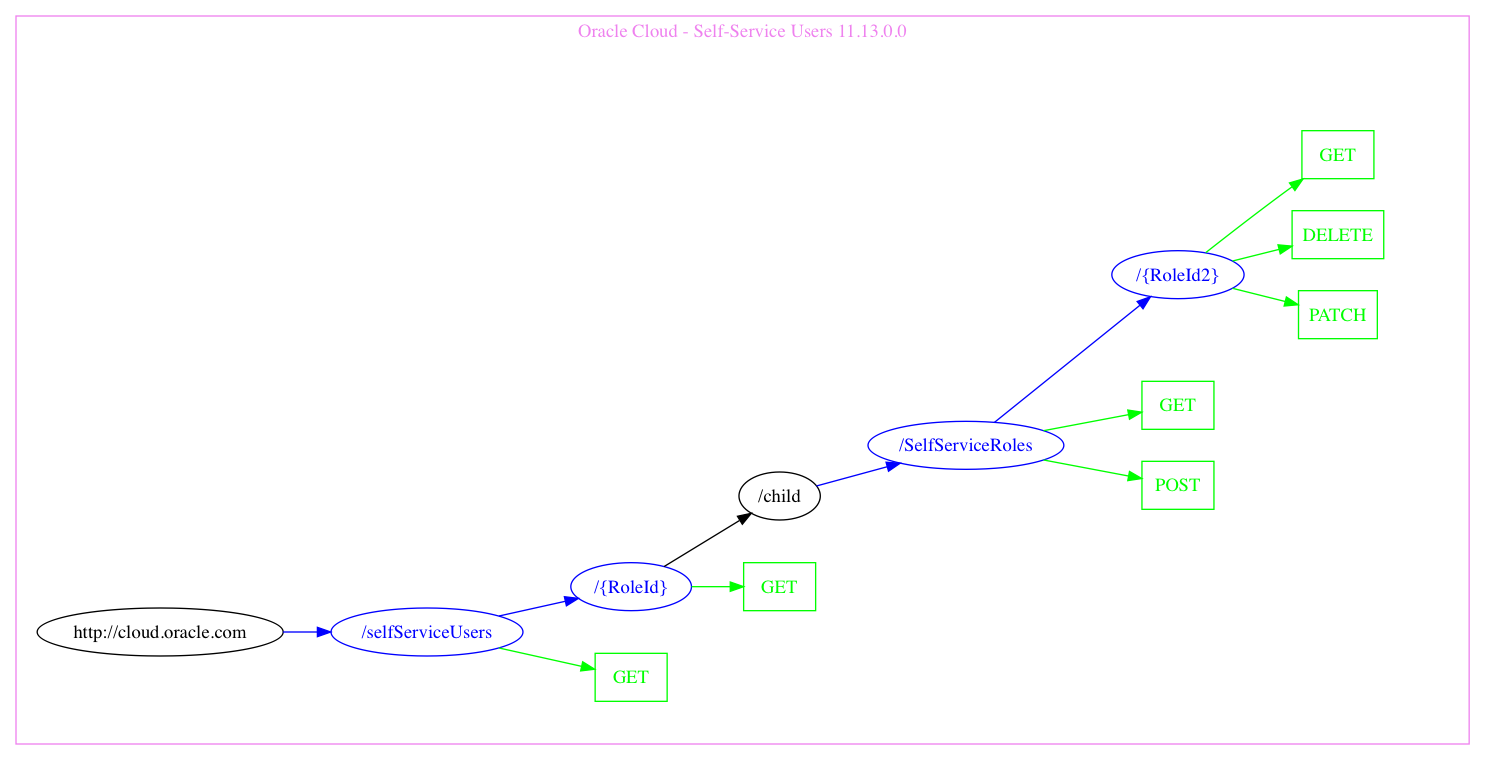 Oracle Cloud - Self-Service Users 11.13.0.0
GET
DELETE
/{RoleId2}
PATCH
GET
/SelfServiceRoles
POST
/child
/{RoleId}
GET
http://cloud.oracle.com
/selfServiceUsers
GET